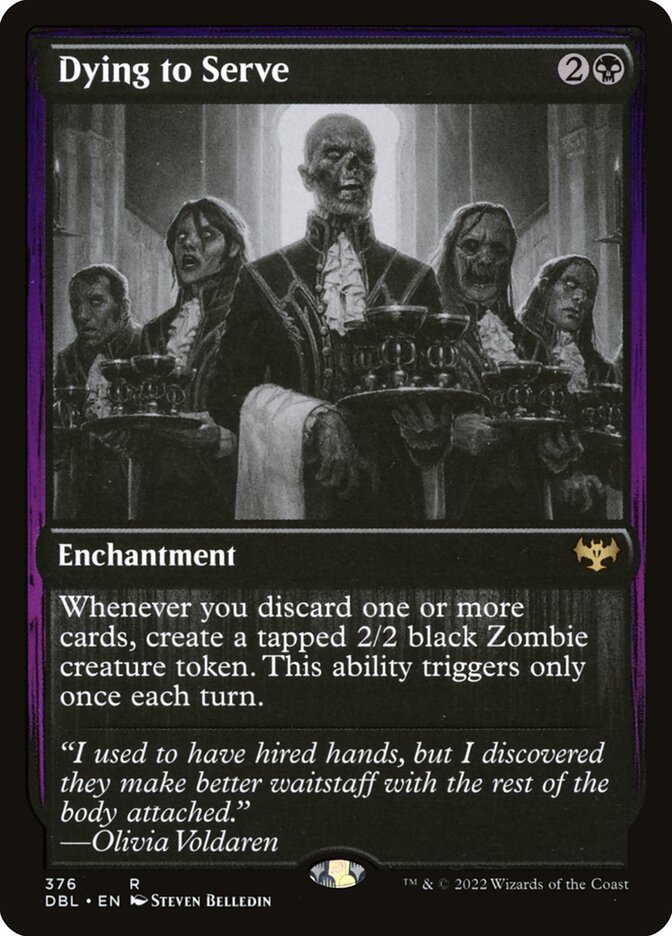 Dying to Serve 2
Enchantment
Whenever you discard one or more
cards, create a tapped 2/2 black Zombie
creature token. This ability triggers only
once each turn.
“I used to have hired hands, but I discovered
they make better waitstaff with the rest of the
body attached.”
—Olivia Voldaren
376 R ™ & © 2022 Wizards of the Coast
DBL • EN Steven Belledin